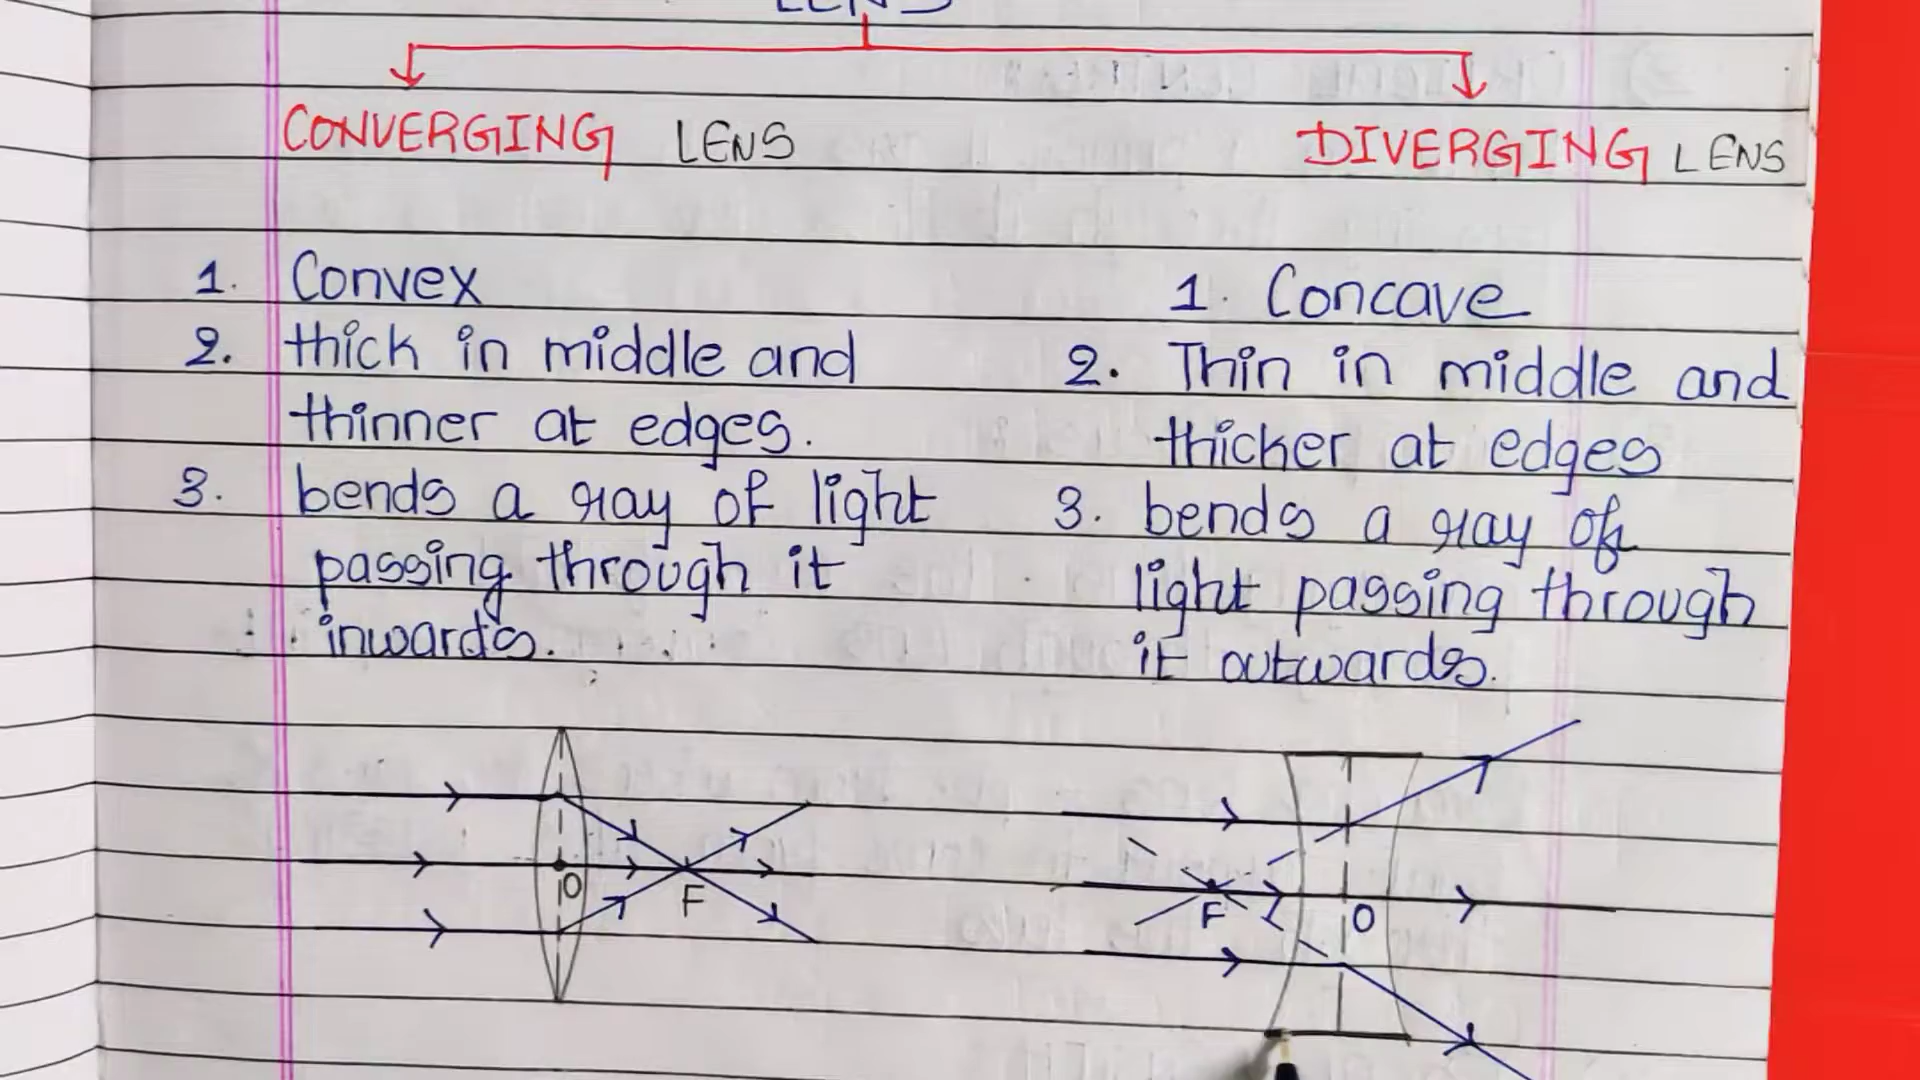 LENS
CONVERGING LENS
DIVERGING LENS
1. Convex
2. thick in middle and
thinner at edges.
3. bends a ray of light
passing through it
inwards.
1. Concave
2. Thin in middle and
thicker at edges
3. bends a ray of
light passing through
it outwards.
O
F
F
O